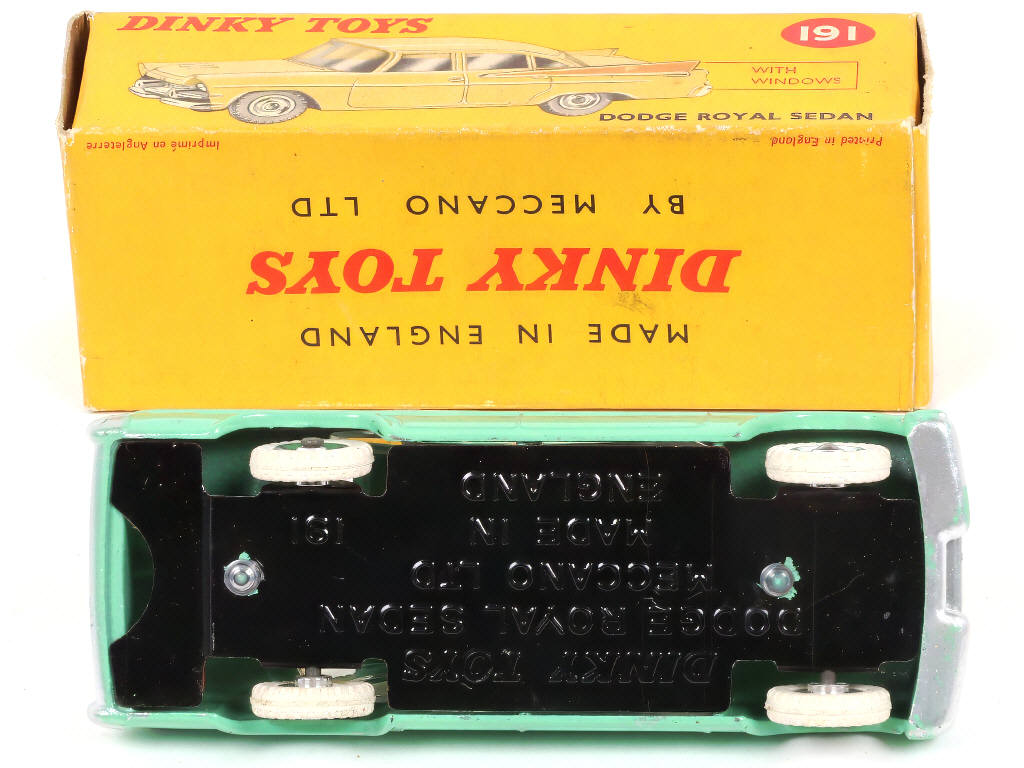 DINKY TOYS
191
WITH
WINDOWS
DODGE ROYAL SEDAN
Printed in England
Imprimé en Angleterre
MADE IN ENGLAND
DINKY TOYS
BY MECCANO LTD
DINKY TOYS
DODGE ROYAL SEDAN
MECCANO LTD
MADE IN 191
ENGLAND